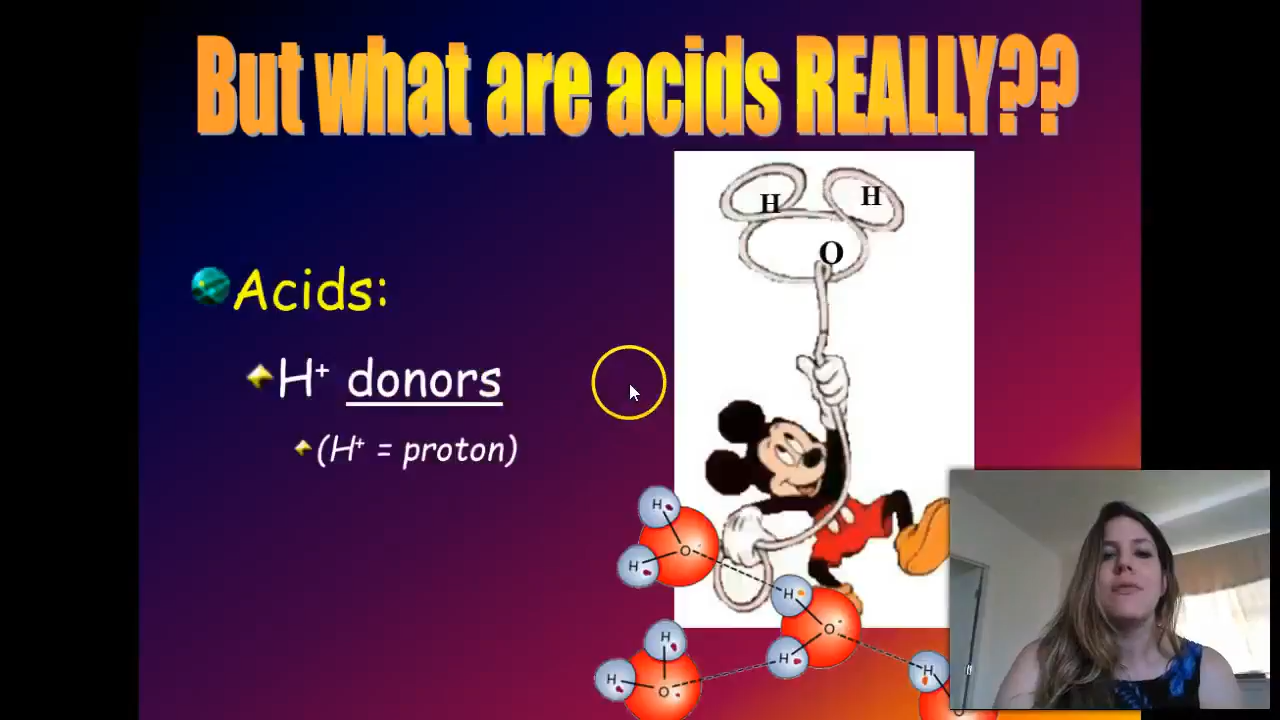 But what are acids REALLY??
H H
O
Acids:
H⁺ donors
(H⁺ = proton)
H
O
H
H
O
H
H
O
H
H